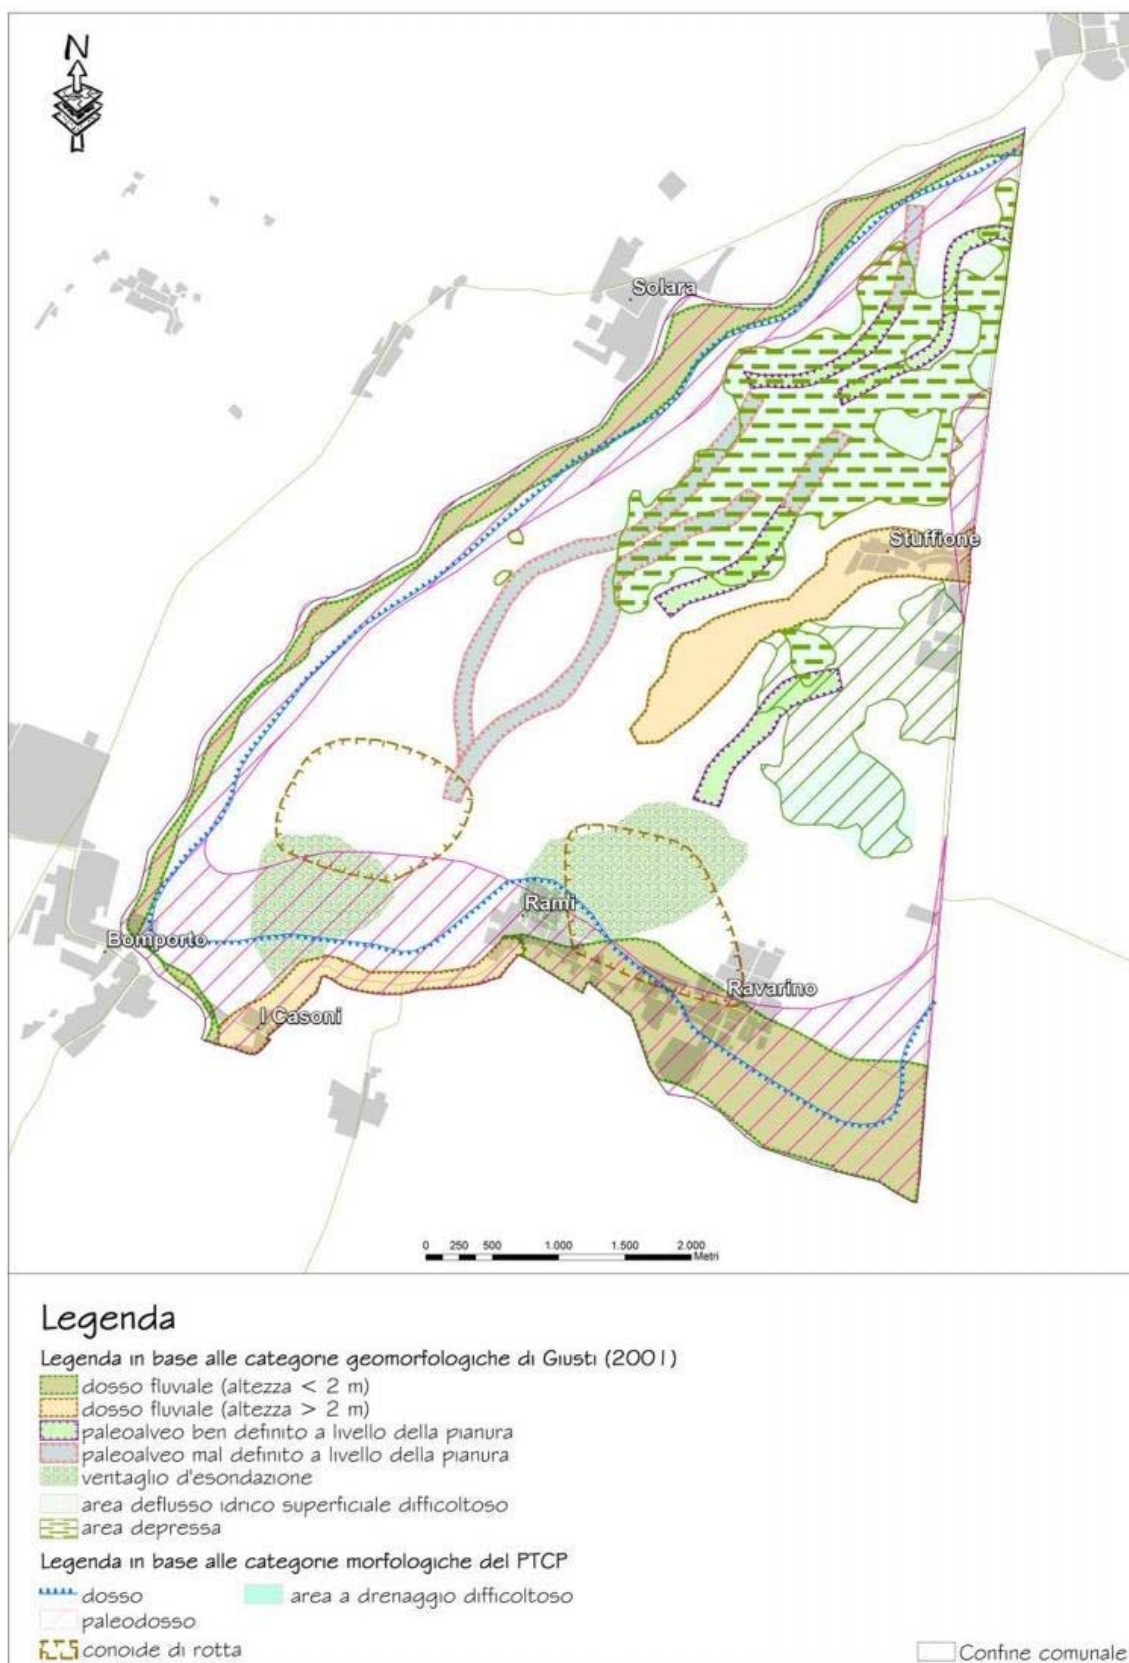 N
Solara
Stuffione
Rami
Bomporto
Ravarino
I Casoni
0 250 500 1.000 1.500 2.000
Metri
Legenda
Legenda in base alle categorie geomorfologiche di Giusti (2001)
dosso fluviale (altezza < 2 m)
dosso fluviale (altezza > 2 m)
paleoalveo ben definito a livello della pianura
paleoalveo mal definito a livello della pianura
ventaglio d'esondazione
area deflusso idrico superficiale difficoltoso
area depressa
Legenda in base alle categorie morfologiche del PTCP
dosso area a drenaggio difficoltoso
paleodosso
conoide di rotta Confine comunale